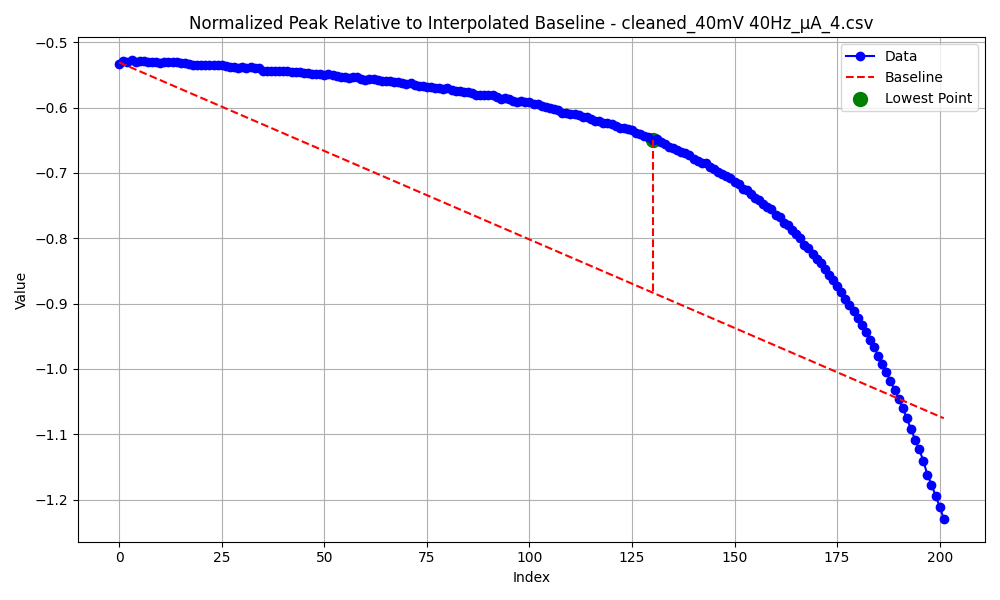 Normalized Peak Relative to Interpolated Baseline - cleaned_40mV 40Hz_μA_4.csv
Data
Baseline
Lowest Point
Value
−0.5
−0.6
−0.7
−0.8
−0.9
−1.0
−1.1
−1.2
0 25 50 75 100 125 150 175 200
Index